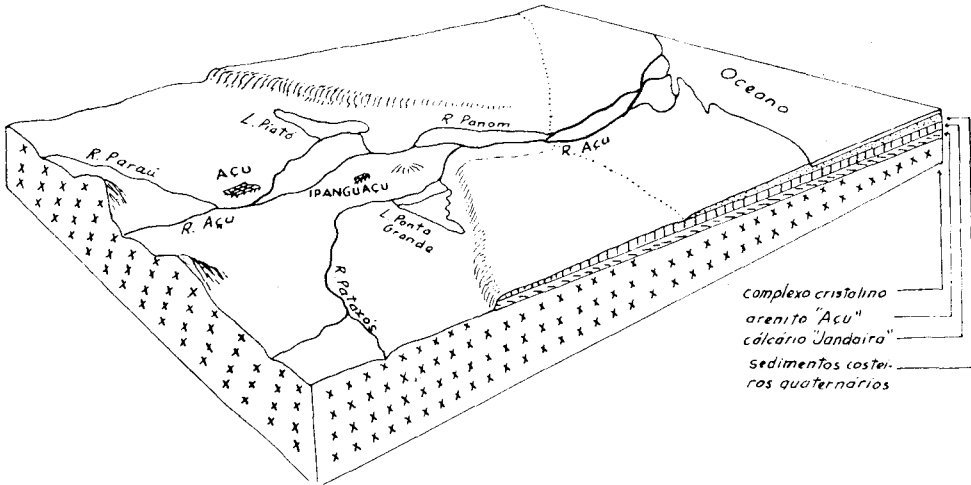 Oceano
R. Panom
L. Piató
R. Açu
R. Paraú
AÇU
IPANGUAÇU
R. Açu
L. Ponta
Grande
R. Pataxós
complexo cristalino
arenito "Açu"
cálcário "Jandaira"
sedimentos costei-
ros quaternários